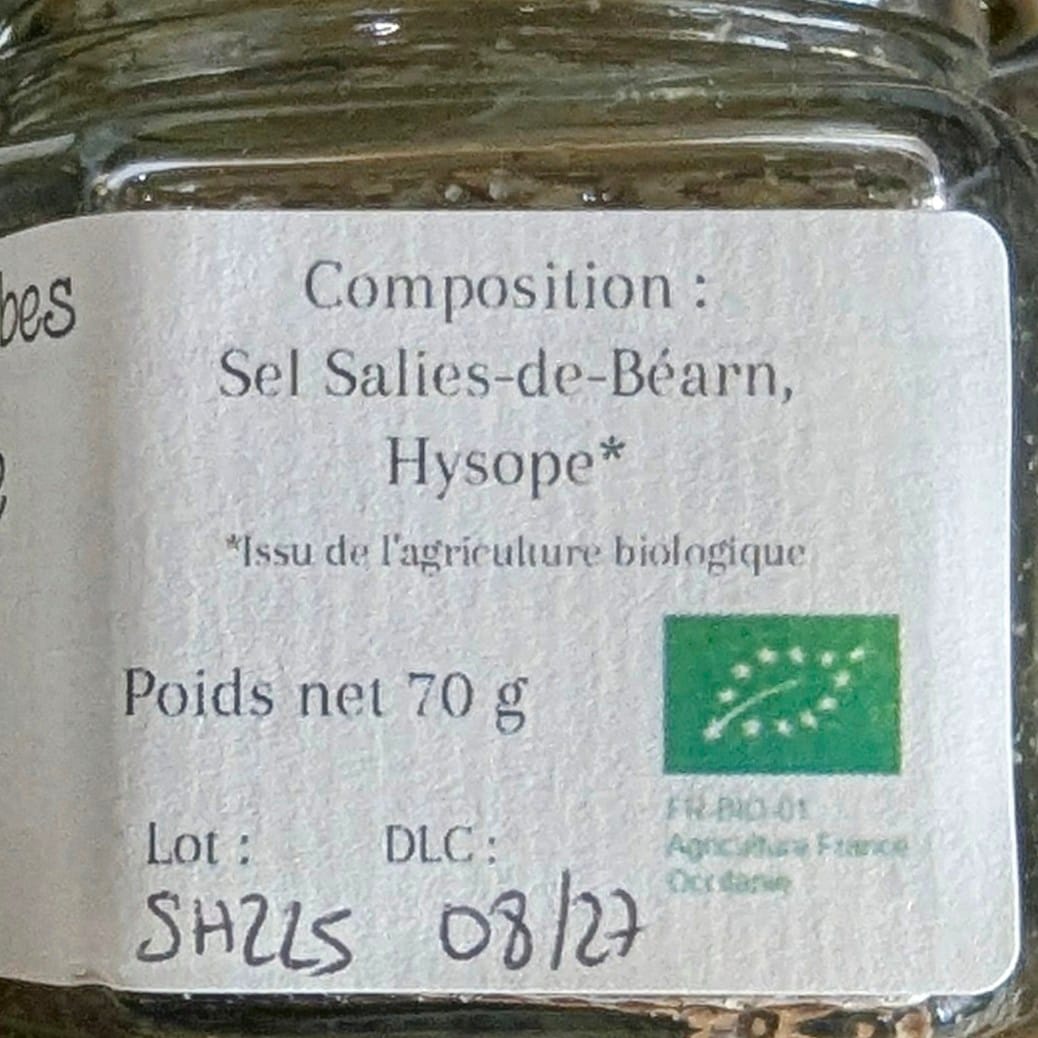 bes
Composition :
Sel Salies-de-Béarn,
Hysope*
*Issu de l'agriculture biologique
Poids net 70 g
FR-BIO-01
Agriculture France
Occitanie
Lot : DLC :
08/27